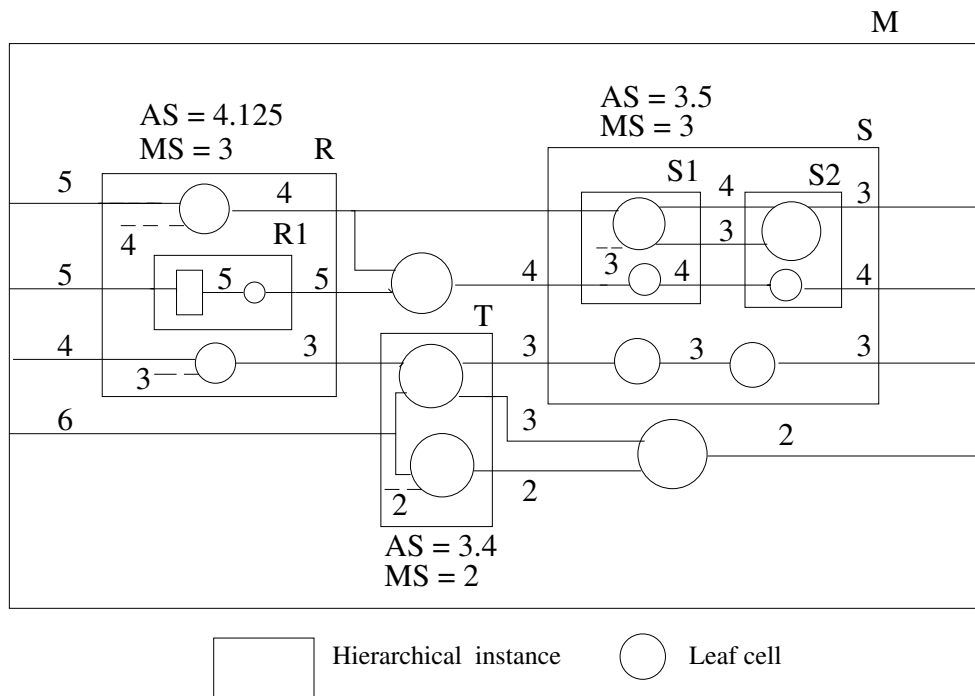 M
AS = 4.125
MS = 3
R
AS = 3.5
MS = 3
S
5
4
S1
4
S2
3
4
R1
3
3
5
5
5
4
4
4
T
4
3
3
3
3
3
6
3
2
2
2
AS = 3.4
MS = 2
Hierarchical instance
Leaf cell